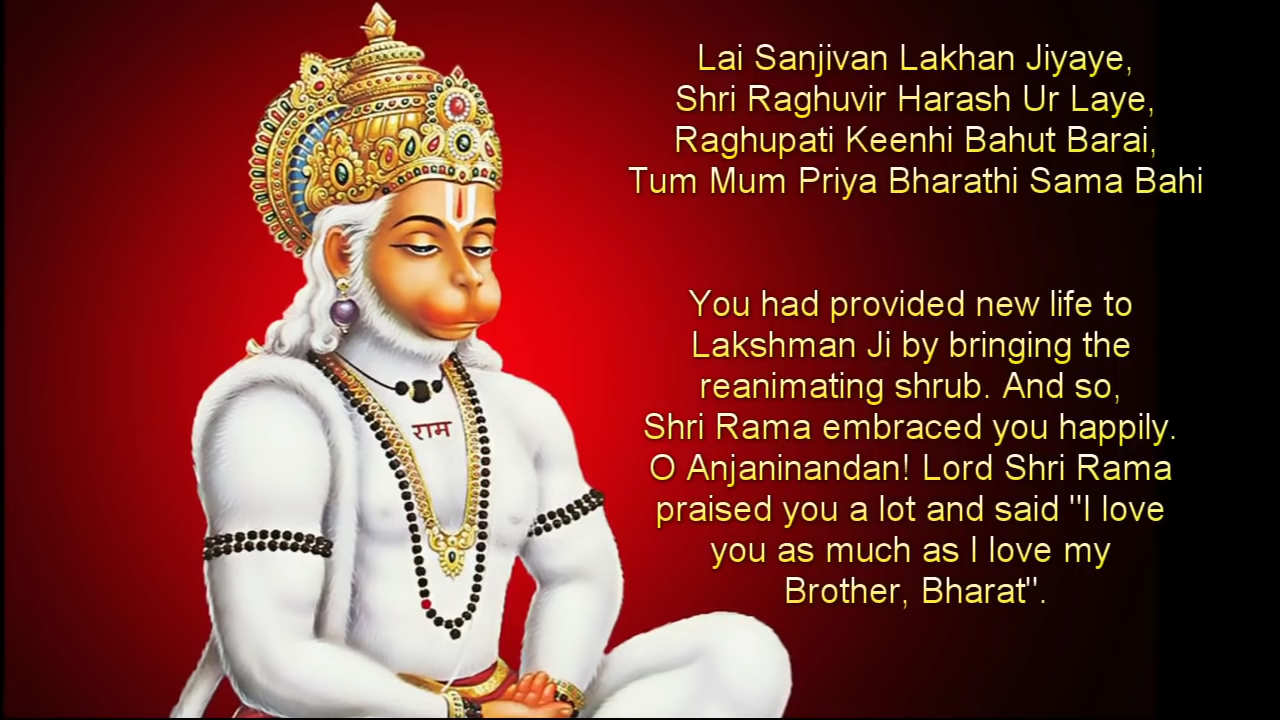 Lai Sanjivan Lakhan Jiyaye,
Shri Raghuvir Harash Ur Laye,
Raghupati Keenhi Bahut Barai,
Tum Mum Priya Bharathi Sama Bahi
You had provided new life to
Lakshman Ji by bringing the
reanimating shrub. And so,
Shri Rama embraced you happily.
O Anjaninandan! Lord Shri Rama
praised you a lot and said "I love
you as much as I love my
Brother, Bharat".
राम